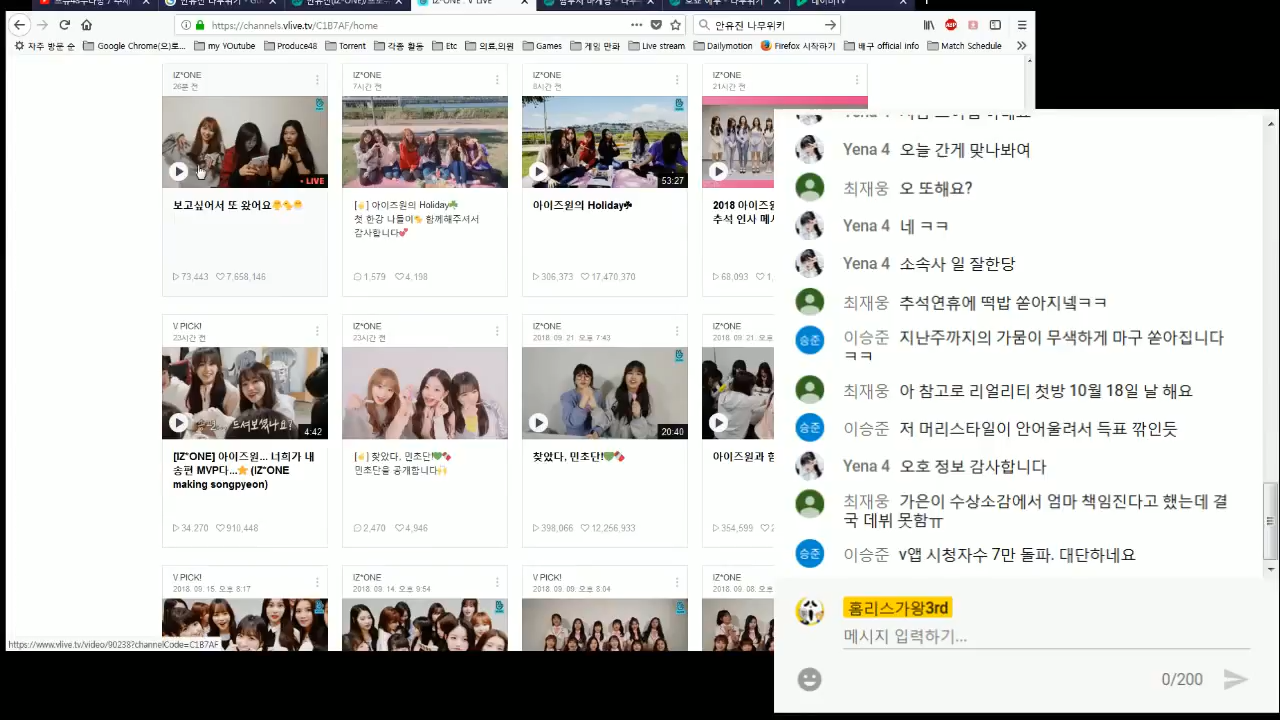 IZ*ONE : V LIVE
https://channels.vlive.tv/C1B7AF/home
안유진 나무위키
자주 방문 순
Google Chrome(으)로...
my YOutube
Produce48
Torrent
각종 활동
Etc
의료,의원
Games
게임 만화
Live stream
Dailymotion
Firefox 시작하기
배구 official info
Match Schedule
IZ*ONE
26분 전
LIVE
보고싶어서 또 왔어요
73,443 7,658,146
IZ*ONE
7시간 전
아이즈원의 Holiday
첫 한강 나들이 함께해주셔서
감사합니다
1,579 4,198
IZ*ONE
8시간 전
53:27
아이즈원의 Holiday
306,373 17,470,370
IZ*ONE
21시간 전
2018 아이즈원
추석 인사 메시
68,093
V PICK!
23시간 전
4:42
[IZ*ONE] 아이즈원... 너희가 내
송편 MVP다... (IZ*ONE
making songpyeon)
34,270 910,448
IZ*ONE
23시간 전
찾았다, 민초단!
민초단을 공개합니다
2,470 4,946
IZ*ONE
2018. 09. 21. 오후 7:43
20:40
찾았다, 민초단!
398,066 12,256,933
IZ*ONE
2018. 09. 21. 오후 6:
아이즈원과 함
354,599
V PICK!
2018. 09. 15. 오후 8:17
IZ*ONE
2018. 09. 14. 오후 9:54
V PICK!
2018. 09. 09. 오후 8:04
IZ*ONE
https://www.vlive.tv/video/90238?channelCode=C1B7AF
Yena 4 오늘 간게 맞나봐여
최재웅 오 또해요?
Yena 4 네 ㅋㅋ
Yena 4 소속사 일 잘한당
최재웅 추석연휴에 떡밥 쏟아지넼ㅋㅋ
승준
이승준 지난주까지의 가뭄이 무색하게 마구 쏟아집니다
ㅋㅋ
최재웅 아 참고로 리얼리티 첫방 10월 18일 날 해요
승준
이승준 저 머리스타일이 안어울려서 득표 깎인듯
Yena 4 오호 정보 감사합니다
최재웅 가은이 수상소감에서 엄마 책임진다고 했는데 결
국 데뷔 못함ㅠ
승준
이승준 v앱 시청자수 7만 돌파. 대단하네요
홈리스가왕3rd
메시지 입력하기...
0/200